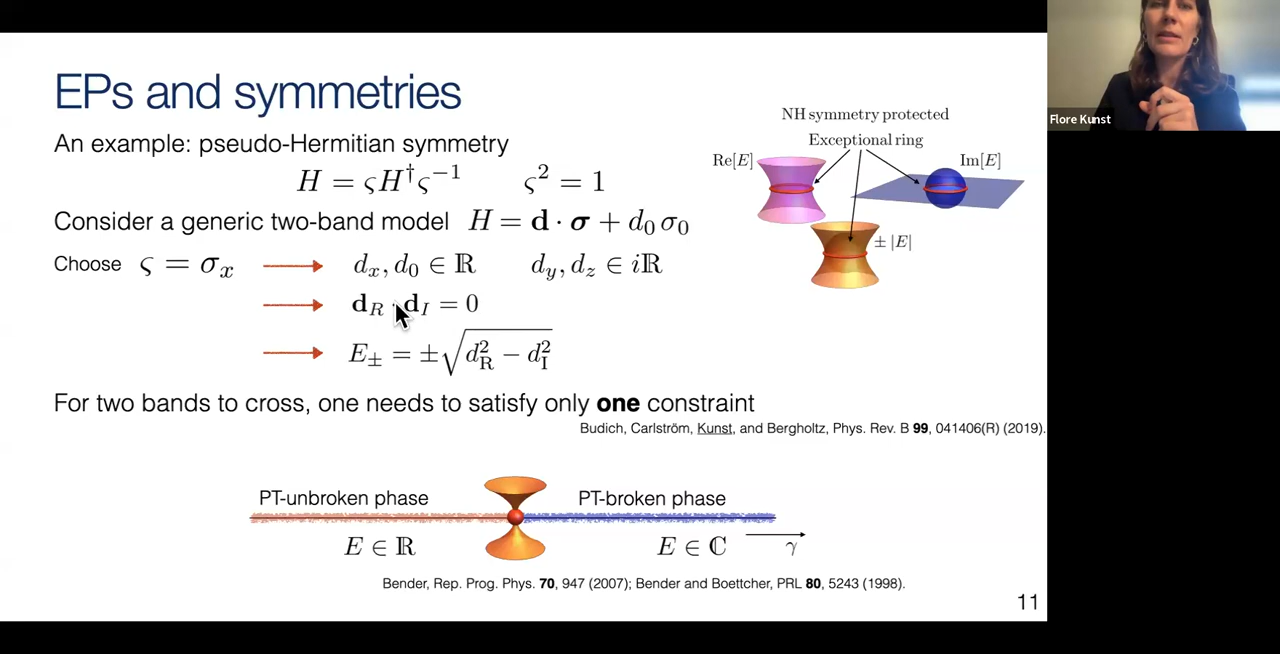 EPs and symmetries
An example: pseudo-Hermitian symmetry
H = ςH†ς⁻¹ ς² = 1
Consider a generic two-band model H = d · σ + d₀ σ₀
Choose ς = σₓ dₓ, d₀ ∈ ℝ d_y, d_z ∈ iℝ
d_R · d_I = 0
E± = ±√(d_R² − d_I²)
For two bands to cross, one needs to satisfy only one constraint
Budich, Carlström, Kunst, and Bergholtz, Phys. Rev. B 99, 041406(R) (2019).
NH symmetry protected
Exceptional ring
Re[E]
Im[E]
± |E|
PT-unbroken phase
PT-broken phase
E ∈ ℝ
E ∈ ℂ
γ
Bender, Rep. Prog. Phys. 70, 947 (2007); Bender and Boettcher, PRL 80, 5243 (1998).
11
Flore Kunst